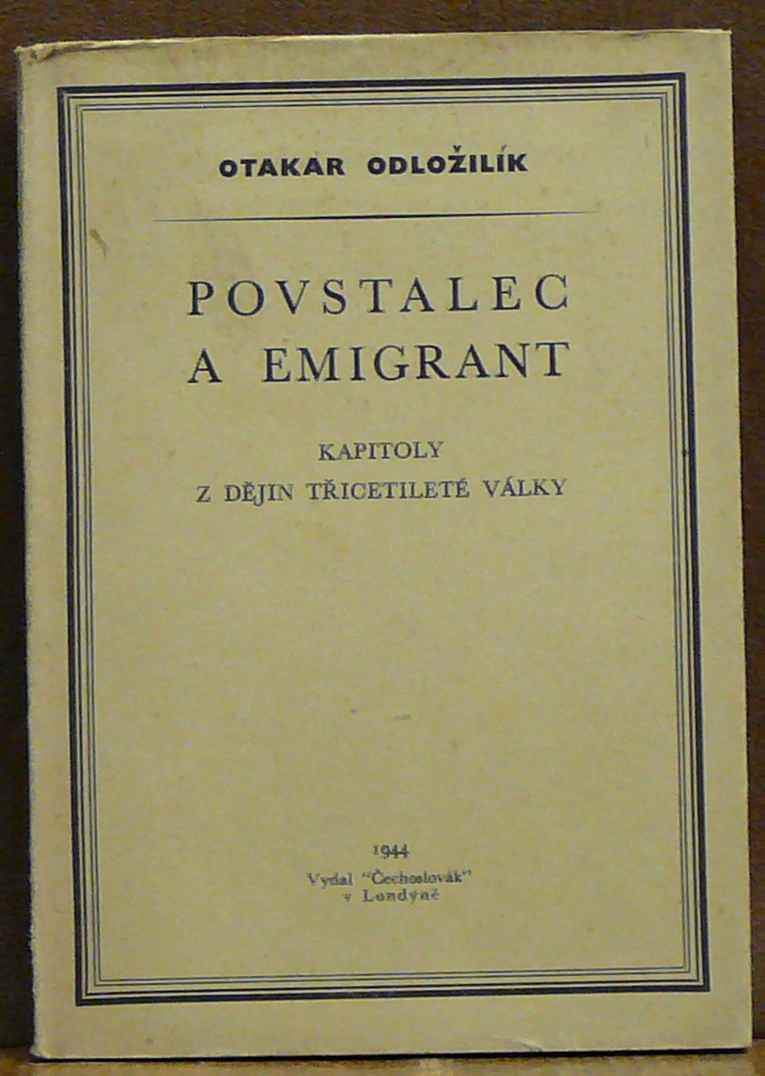 OTAKAR ODLOŽILÍK
POVSTALEC
A EMIGRANT
KAPITOLY
Z DĚJIN TŘICETILETÉ VÁLKY
1944
Vydal "Čechoslovák"
v Londýně